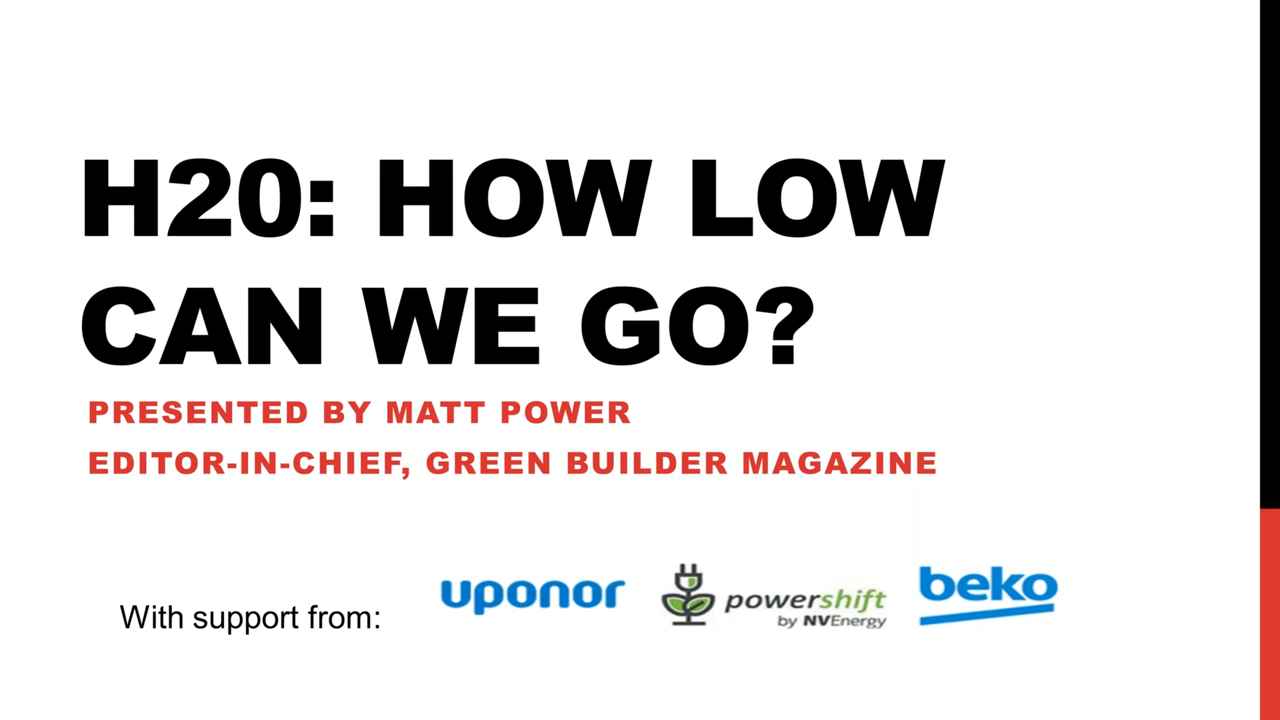 H20: HOW LOW
CAN WE GO?
PRESENTED BY MATT POWER
EDITOR-IN-CHIEF, GREEN BUILDER MAGAZINE
With support from:
uponor
powershift
by NVEnergy
beko